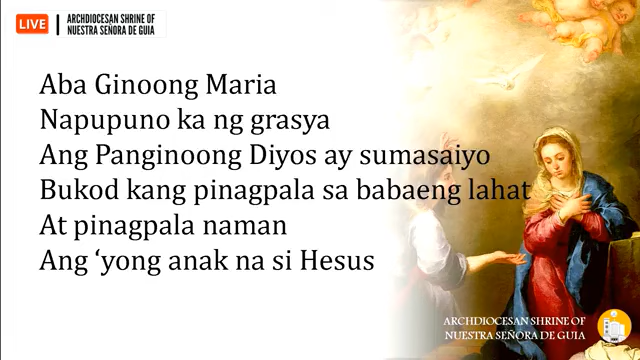 LIVE
ARCHDIOCESAN SHRINE OF
NUESTRA SEÑORA DE GUIA
Aba Ginoong Maria
Napupuno ka ng grasya
Ang Panginoong Diyos ay sumasaiyo
Bukod kang pinagpala sa babaeng lahat
At pinagpala naman
Ang ‘yong anak na si Hesus
ARCHDIOCESAN SHRINE OF
NUESTRA SEÑORA DE GUIA